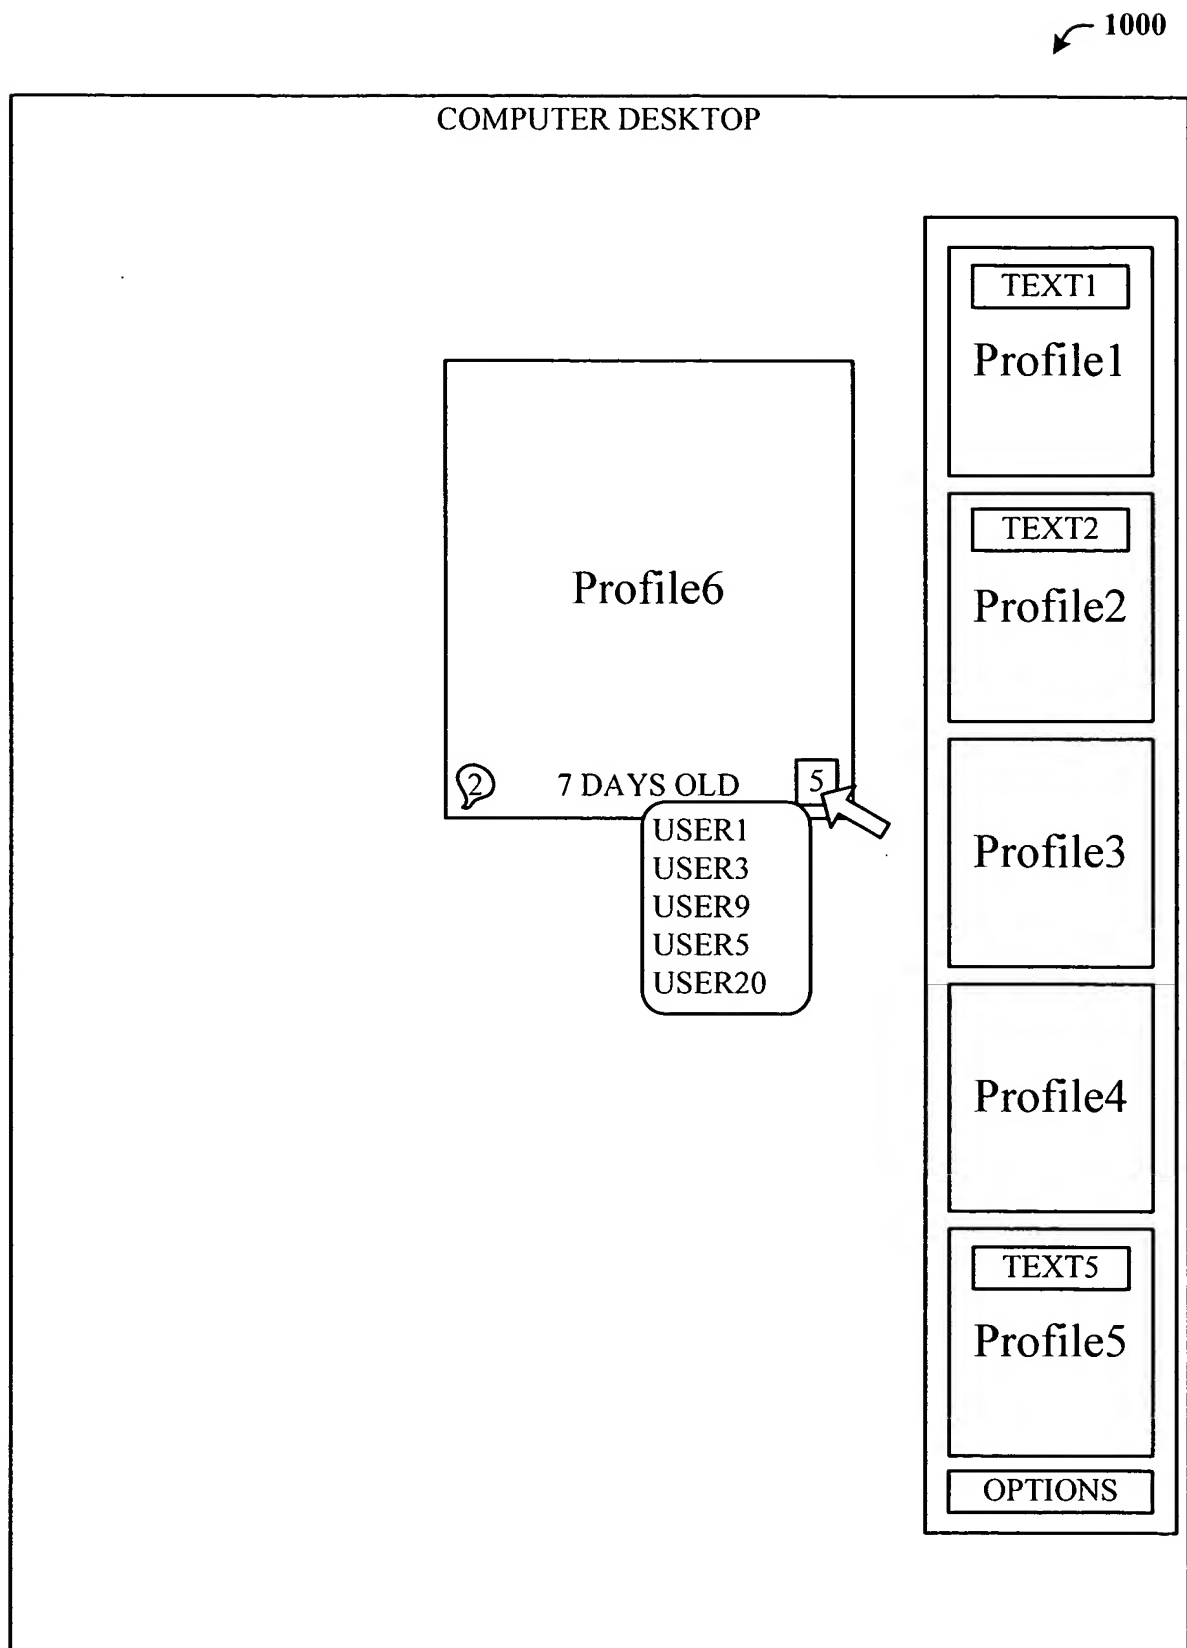 1000
COMPUTER DESKTOP
Profile6
2
7 DAYS OLD
5
USER1
USER3
USER9
USER5
USER20
TEXT1
Profile1
TEXT2
Profile2
Profile3
Profile4
TEXT5
Profile5
OPTIONS